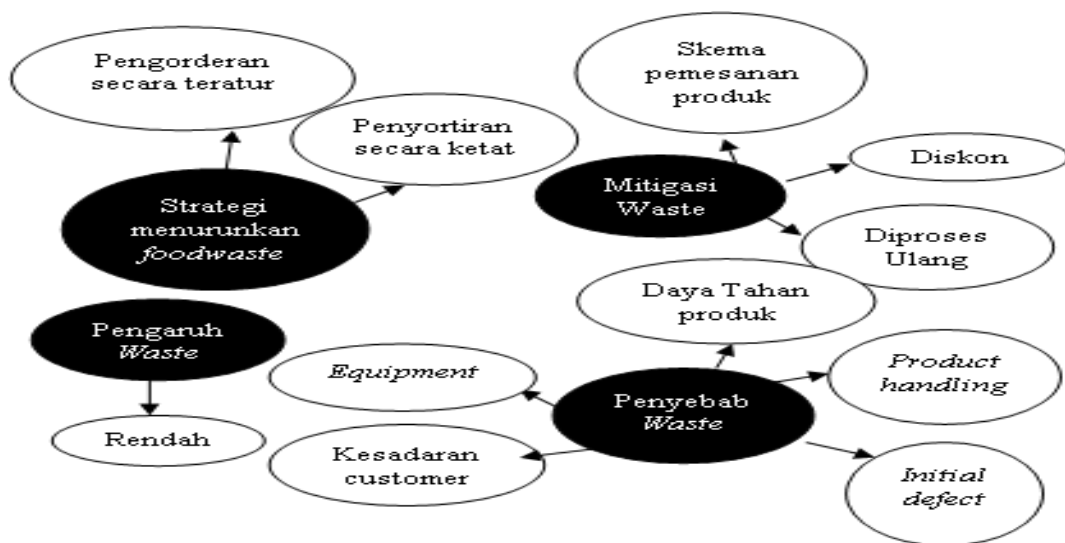 Pengorderan
secara teratur
Penyortiran
secara ketat
Strategi
menurunkan
foodwaste
Skema
pemesanan
produk
Mitigasi
Waste
Diskon
Diproses
Ulang
Pengaruh
Waste
Rendah
Daya Tahan
produk
Equipment
Penyebab
Waste
Product
handling
Kesadaran
customer
Initial
defect